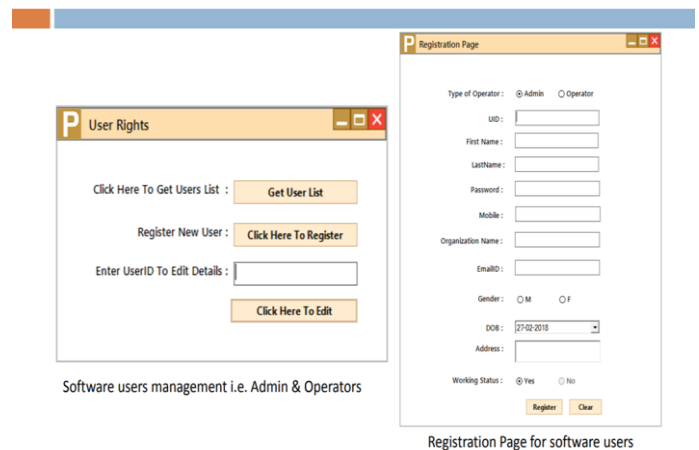 P User Rights
Click Here To Get Users List : Get User List
Register New User : Click Here To Register
Enter UserID To Edit Details :
Click Here To Edit
Software users management i.e. Admin & Operators
P Registration Page
Type of Operator : Admin Operator
UID :
First Name :
LastName :
Password :
Mobile :
Organization Name :
EmailID :
Gender : M F
DOB : 27-02-2018
Address :
Working Status : Yes No
Register Clear
Registration Page for software users